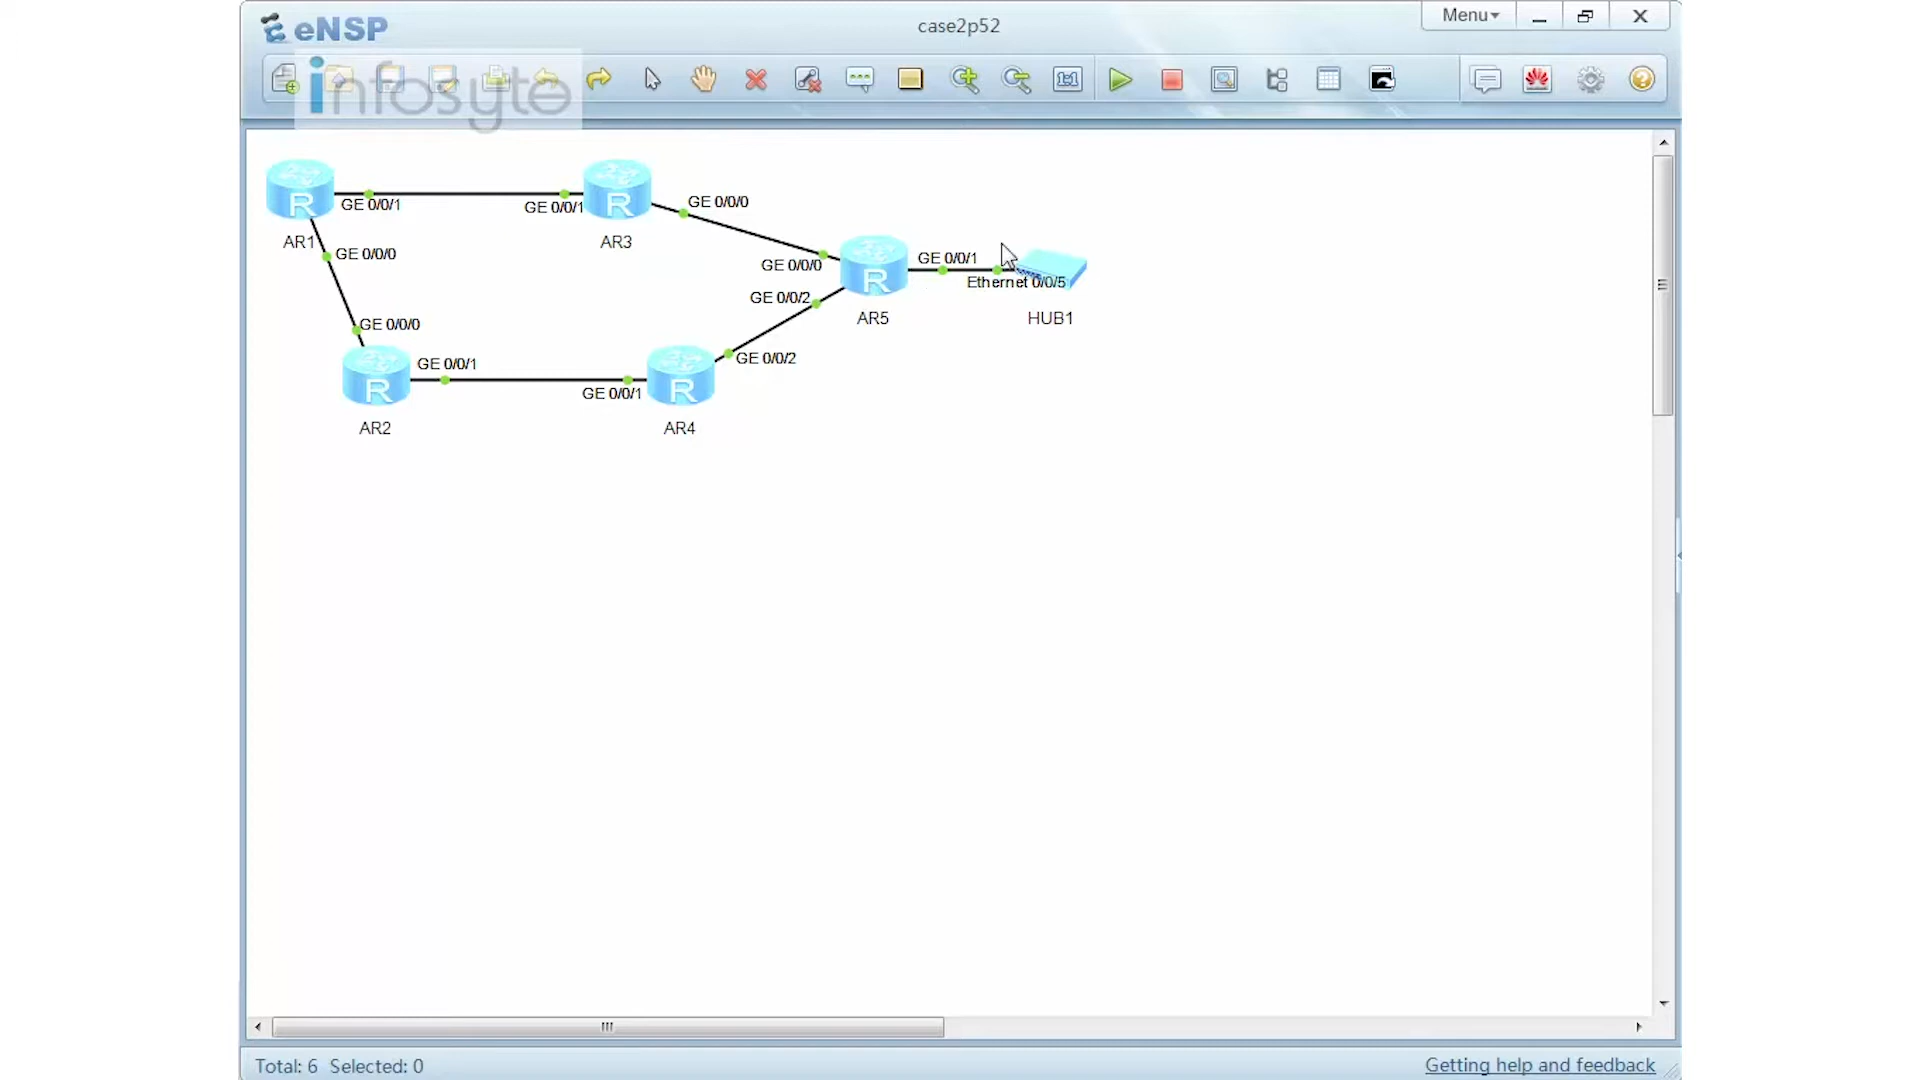 eNSP
case2p52
Menu
infosyte
1:1
R
R
GE 0/0/1
GE 0/0/1
GE 0/0/0
AR1
AR3
GE 0/0/0
GE 0/0/0
R
GE 0/0/1
Ethernet 0/0/5
GE 0/0/2
AR5
HUB1
GE 0/0/0
R
GE 0/0/1
GE 0/0/1
R
GE 0/0/2
AR2
AR4
Total: 6 Selected: 0
Getting help and feedback